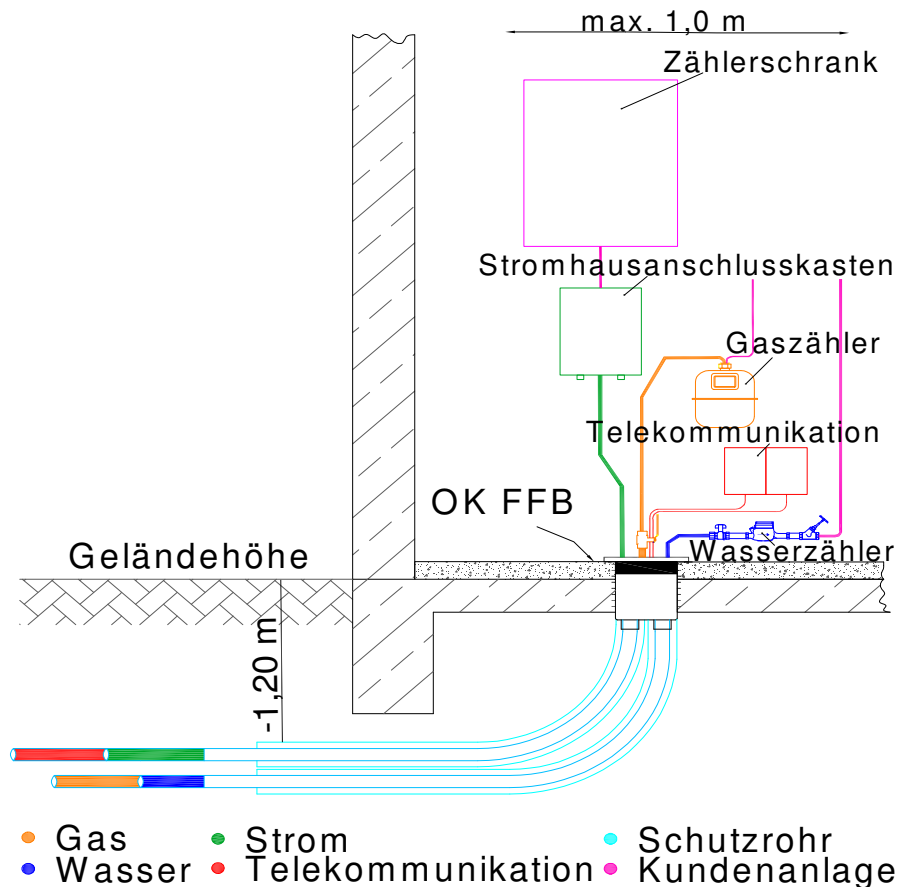 max. 1,0 m
Zählerschrank
Stromhausanschlusskasten
Gaszähler
Telekommunikation
OK FFB
Wasserzähler
Geländehöhe
-1,20 m
Gas
Strom
Schutzrohr
Wasser
Telekommunikation
Kundenanlage